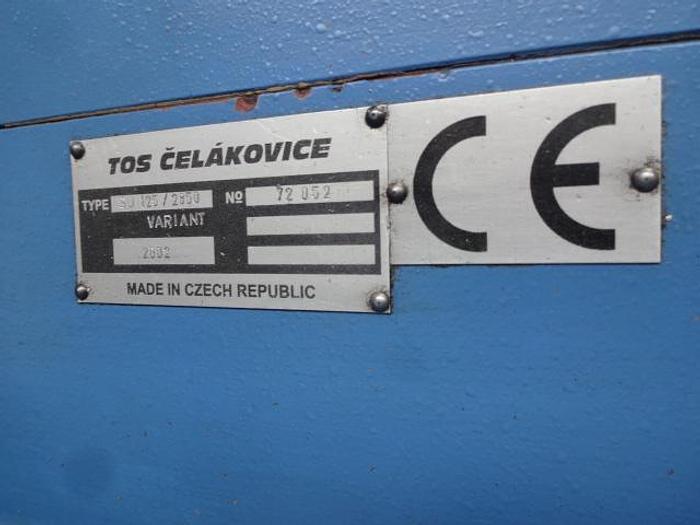 TOS ČELÁKOVICE
TYPE SU 125/2850 No 72 052
VARIANT
2002
MADE IN CZECH REPUBLIC
CE